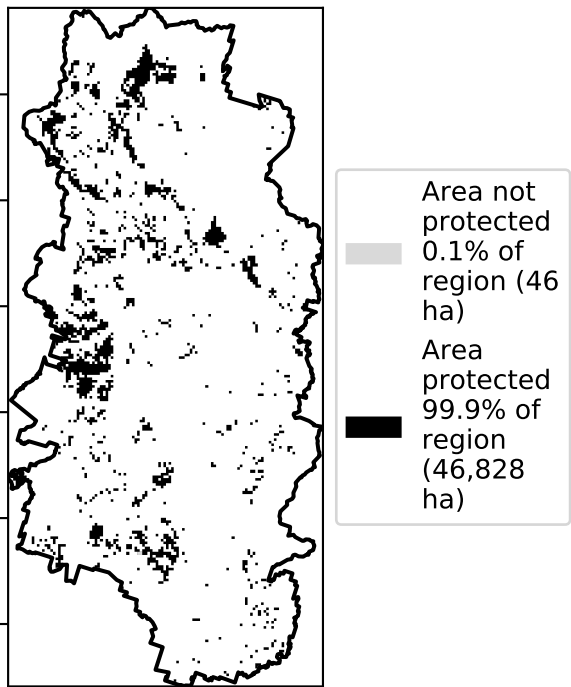 Area not
protected
0.1% of
region (46
ha)
Area
protected
99.9% of
region
(46,828
ha)